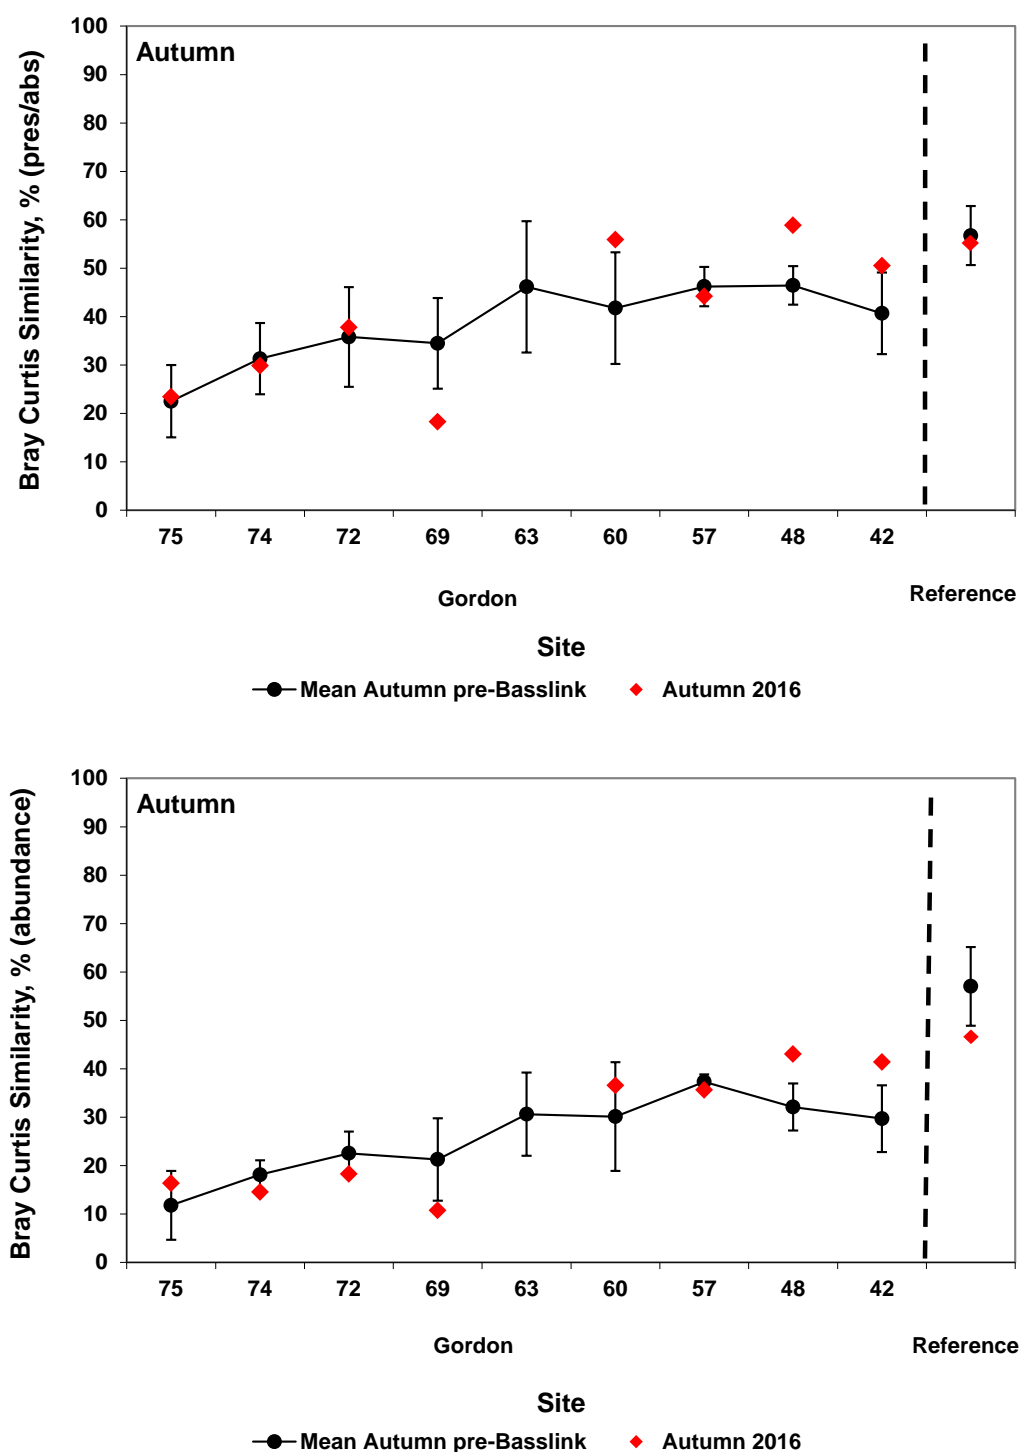 Autumn
Bray Curtis Similarity, % (pres/abs)
100
90
80
70
60
50
40
30
20
10
0
75 74 72 69 63 60 57 48 42
Gordon Reference
Site
Mean Autumn pre-Basslink Autumn 2016
Autumn
Bray Curtis Similarity, % (abundance)
100
90
80
70
60
50
40
30
20
10
0
75 74 72 69 63 60 57 48 42
Gordon Reference
Site
Mean Autumn pre-Basslink Autumn 2016